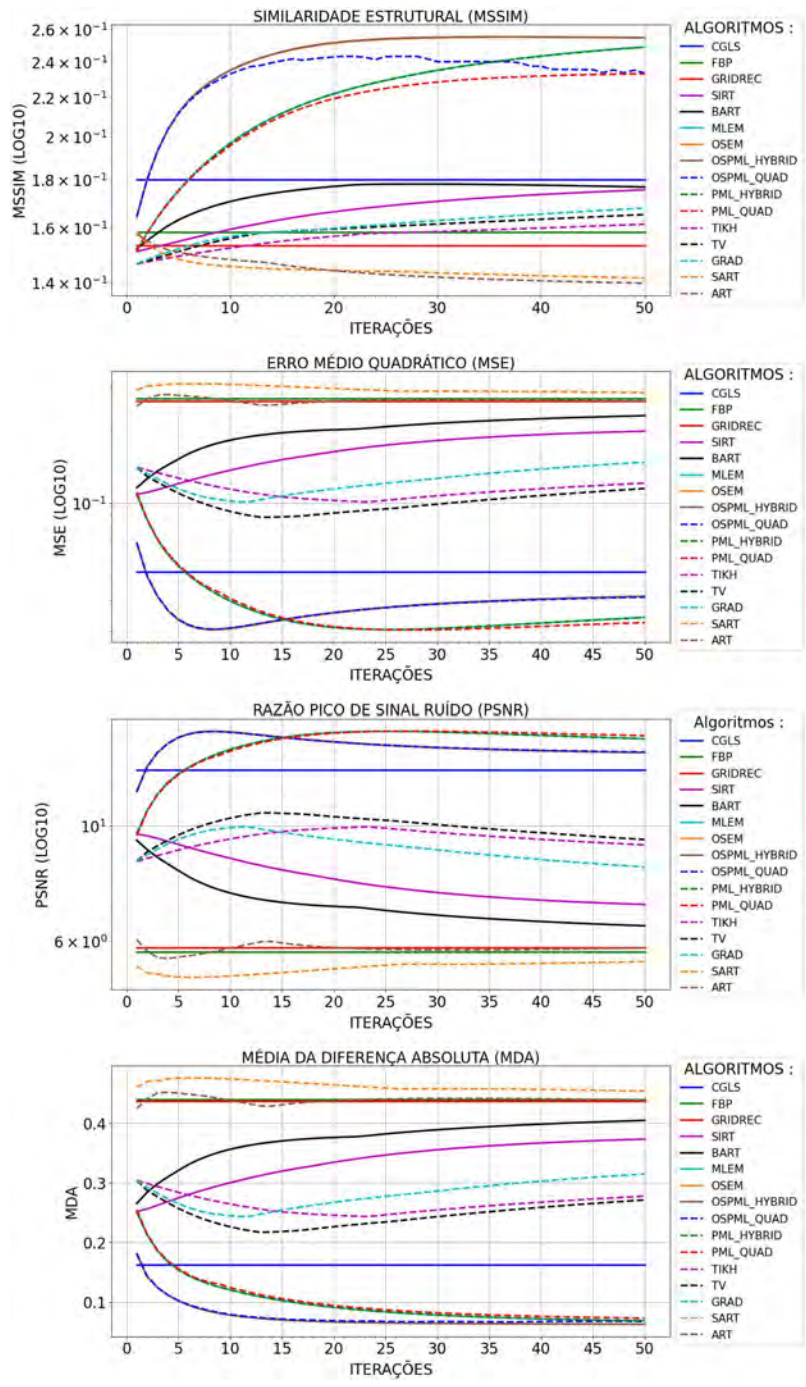 SIMILARIDADE ESTRUTURAL (MSSIM)
MSSIM (LOG10)
2.6 × 10⁻¹
2.4 × 10⁻¹
2.2 × 10⁻¹
2 × 10⁻¹
1.8 × 10⁻¹
1.6 × 10⁻¹
1.4 × 10⁻¹
0 5 10 15 20 25 30 35 40 45 50
ITERAÇÕES
ALGORITMOS :
CGLS
FBP
GRIDREC
SIRT
BART
MLEM
OSEM
OSPML_HYBRID
OSPML_QUAD
PML_HYBRID
PML_QUAD
TIKH
TV
GRAD
SART
ART
ERRO MÉDIO QUADRÁTICO (MSE)
MSE (LOG10)
10⁻¹
0 5 10 15 20 25 30 35 40 45 50
ITERAÇÕES
ALGORITMOS :
CGLS
FBP
GRIDREC
SIRT
BART
MLEM
OSEM
OSPML_HYBRID
OSPML_QUAD
PML_HYBRID
PML_QUAD
TIKH
TV
GRAD
SART
ART
RAZÃO PICO DE SINAL RUÍDO (PSNR)
PSNR (LOG10)
10¹
6 × 10⁰
0 5 10 15 20 25 30 35 40 45 50
ITERAÇÕES
Algoritmos :
CGLS
FBP
GRIDREC
SIRT
BART
MLEM
OSEM
OSPML_HYBRID
OSPML_QUAD
PML_HYBRID
PML_QUAD
TIKH
TV
GRAD
SART
ART
MÉDIA DA DIFERENÇA ABSOLUTA (MDA)
MDA
0.4
0.3
0.2
0.1
0 5 10 15 20 25 30 35 40 45 50
ITERAÇÕES
ALGORITMOS :
CGLS
FBP
GRIDREC
SIRT
BART
MLEM
OSEM
OSPML_HYBRID
OSPML_QUAD
PML_HYBRID
PML_QUAD
TIKH
TV
GRAD
SART
ART